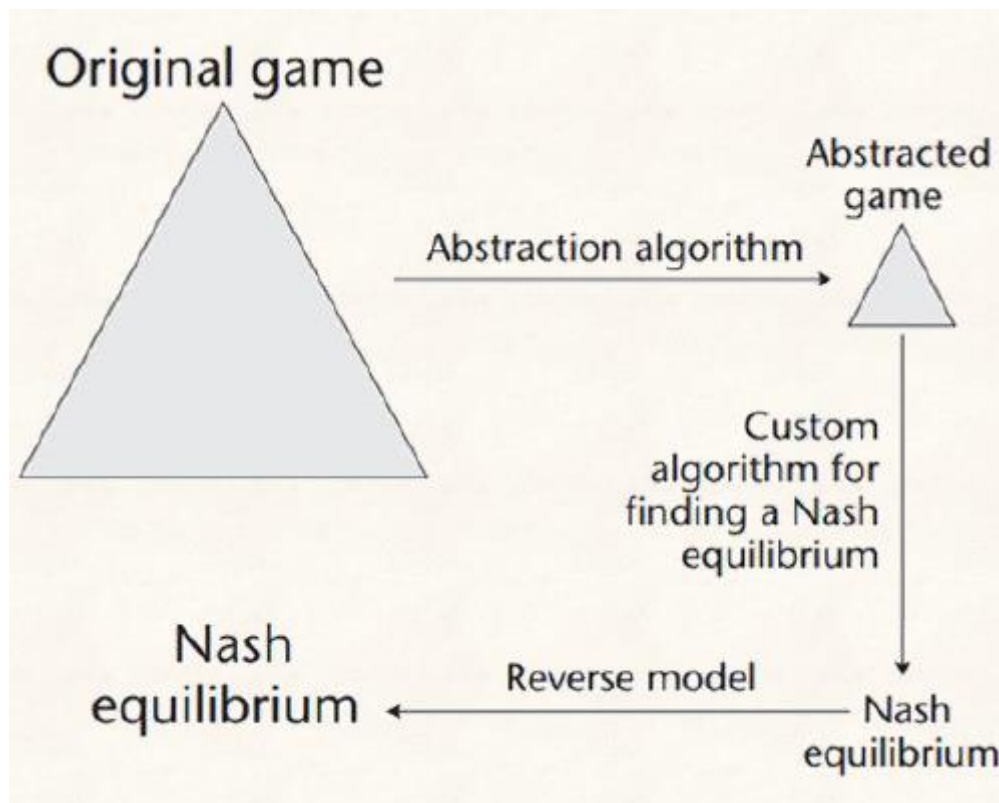 Original game
Abstracted
game
Abstraction algorithm
Custom
algorithm for
finding a Nash
equilibrium
Nash
equilibrium
Reverse model
Nash
equilibrium